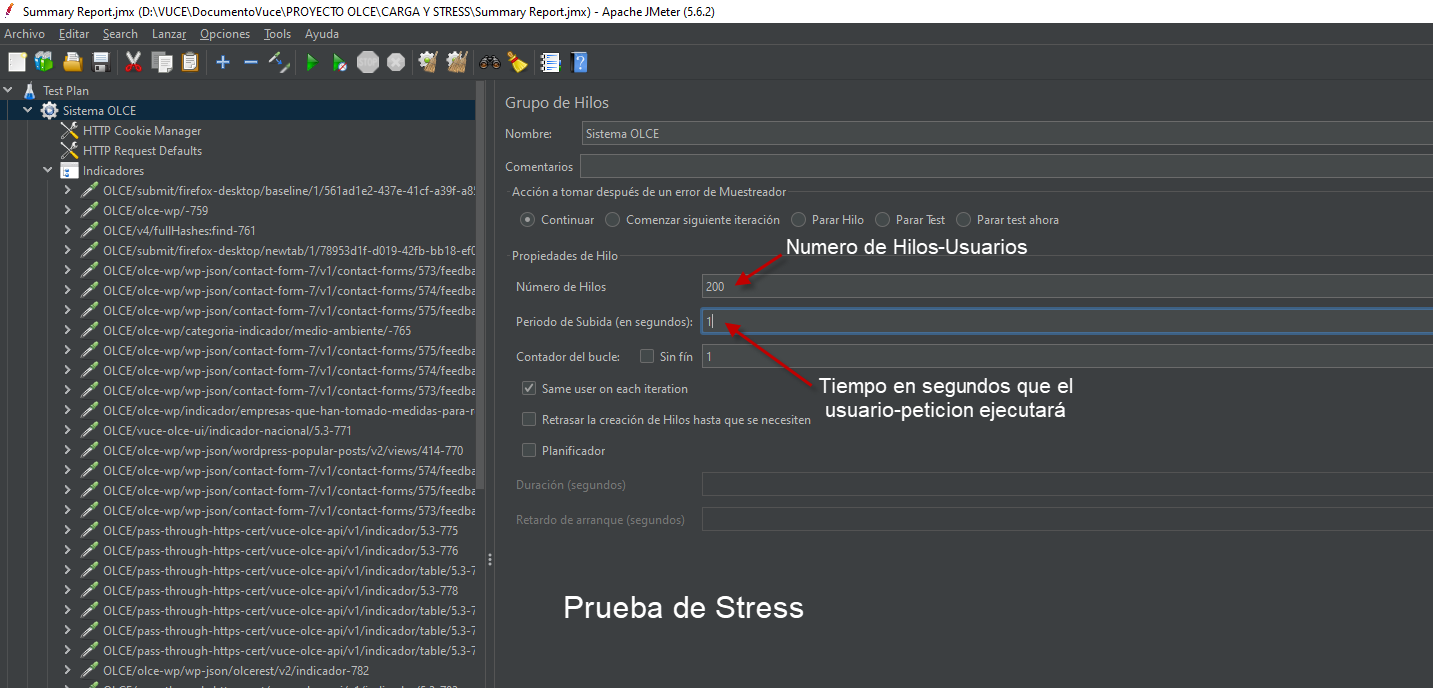 Summary Report.jmx (D:\VUCE\DocumentoVuce\PROYECTO OLCE\CARGA Y STRESS\Summary Report.jmx) - Apache JMeter (5.6.2)
Archivo Editar Search Lanzar Opciones Tools Ayuda
STOP
Test Plan
Sistema OLCE
HTTP Cookie Manager
HTTP Request Defaults
Indicadores
OLCE/submit/firefox-desktop/baseline/1/561ad1e2-437e-41cf-a39f-a85
OLCE/olce-wp/-759
OLCE/v4/fullHashes:find-761
OLCE/submit/firefox-desktop/newtab/1/78953d1f-d019-42fb-bb18-ef0
OLCE/olce-wp/wp-json/contact-form-7/v1/contact-forms/573/feedba
OLCE/olce-wp/wp-json/contact-form-7/v1/contact-forms/574/feedba
OLCE/olce-wp/wp-json/contact-form-7/v1/contact-forms/575/feedba
OLCE/olce-wp/categoria-indicador/medio-ambiente/-765
OLCE/olce-wp/wp-json/contact-form-7/v1/contact-forms/575/feedba
OLCE/olce-wp/wp-json/contact-form-7/v1/contact-forms/574/feedba
OLCE/olce-wp/wp-json/contact-form-7/v1/contact-forms/573/feedba
OLCE/olce-wp/indicador/empresas-que-han-tomado-medidas-para-r
OLCE/vuce-olce-ui/indicador-nacional/5.3-771
OLCE/olce-wp/wp-json/wordpress-popular-posts/v2/views/414-770
OLCE/olce-wp/wp-json/contact-form-7/v1/contact-forms/574/feedba
OLCE/olce-wp/wp-json/contact-form-7/v1/contact-forms/575/feedba
OLCE/olce-wp/wp-json/contact-form-7/v1/contact-forms/573/feedba
OLCE/pass-through-https-cert/vuce-olce-api/v1/indicador/5.3-775
OLCE/pass-through-https-cert/vuce-olce-api/v1/indicador/5.3-776
OLCE/pass-through-https-cert/vuce-olce-api/v1/indicador/table/5.3-7
OLCE/pass-through-https-cert/vuce-olce-api/v1/indicador/5.3-778
OLCE/pass-through-https-cert/vuce-olce-api/v1/indicador/table/5.3-7
OLCE/pass-through-https-cert/vuce-olce-api/v1/indicador/table/5.3-7
OLCE/pass-through-https-cert/vuce-olce-api/v1/indicador/table/5.3-7
OLCE/olce-wp/wp-json/olcerest/v2/indicador-782
Grupo de Hilos
Nombre: Sistema OLCE
Comentarios
Acción a tomar después de un error de Muestreador
Continuar Comenzar siguiente iteración Parar Hilo Parar Test Parar test ahora
Numero de Hilos-Usuarios
Propiedades de Hilo
Número de Hilos 200
Periodo de Subida (en segundos): 1
Contador del bucle: Sin fín 1
Tiempo en segundos que el
usuario-peticion ejecutará
Same user on each iteration
Retrasar la creación de Hilos hasta que se necesiten
Planificador
Duración (segundos)
Retardo de arranque (segundos)
Prueba de Stress